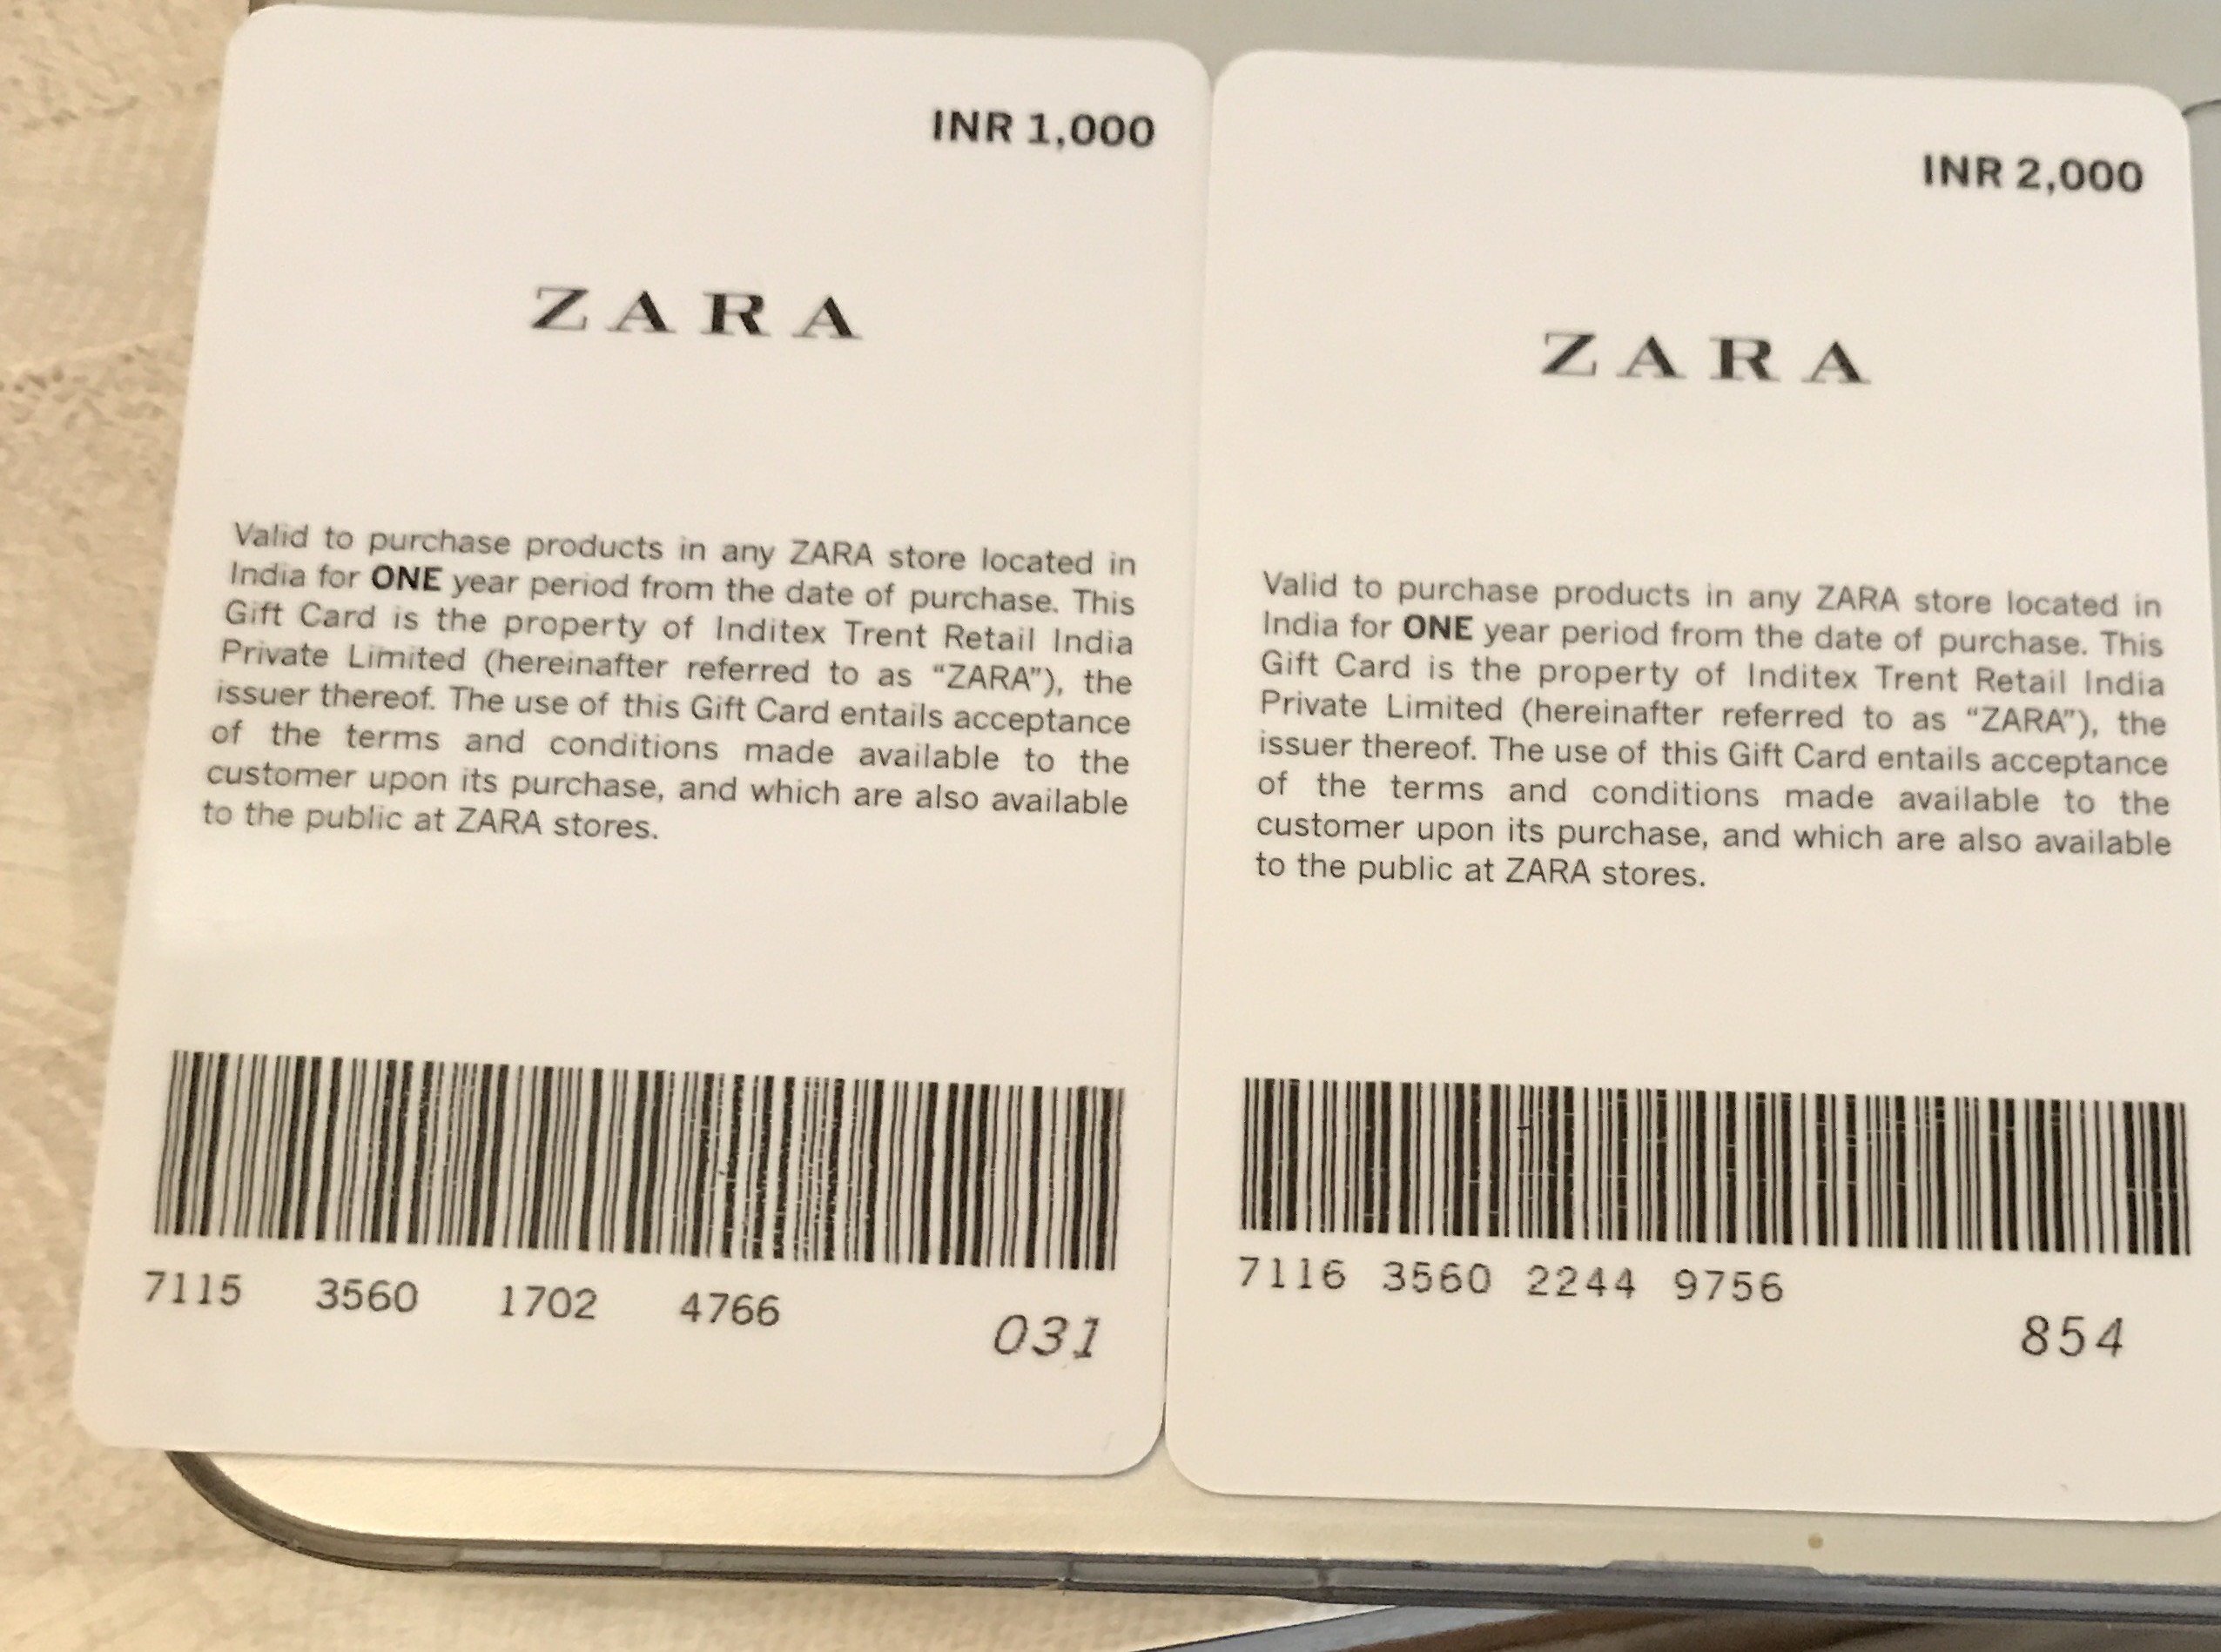 INR 1,000
ZARA
Valid to purchase products in any ZARA store located in
India for ONE year period from the date of purchase. This
Gift Card is the property of Inditex Trent Retail India
Private Limited (hereinafter referred to as “ZARA”), the
issuer thereof. The use of this Gift Card entails acceptance
of the terms and conditions made available to the
customer upon its purchase, and which are also available
to the public at ZARA stores.
7115 3560 1702 4766
031
INR 2,000
ZARA
Valid to purchase products in any ZARA store located in
India for ONE year period from the date of purchase. This
Gift Card is the property of Inditex Trent Retail India
Private Limited (hereinafter referred to as “ZARA”), the
issuer thereof. The use of this Gift Card entails acceptance
of the terms and conditions made available to the
customer upon its purchase, and which are also available
to the public at ZARA stores.
7116 3560 2244 9756
854